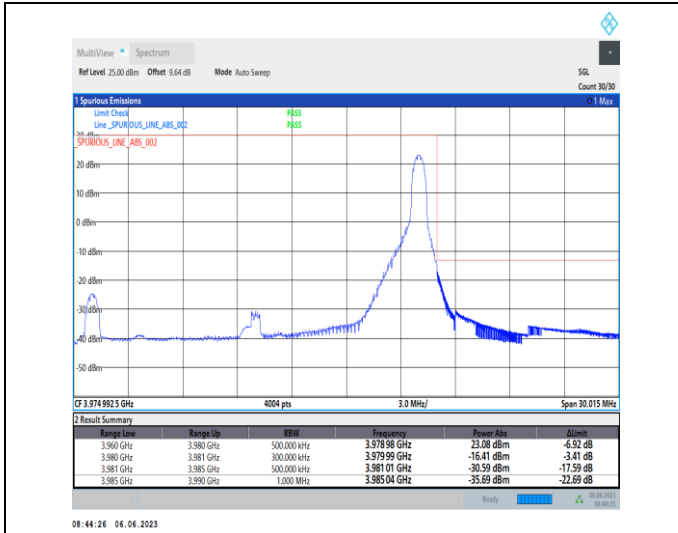 MultiView Spectrum
Ref Level 25.00 dBm Offset 9.64 dB Mode Auto Sweep SGL
Count 30/30
1 Spurious Emissions 1 Max
Limit Check PASS
Line _SPURIOUS_LINE_ABS_002 PASS
30 dBm
_SPURIOUS_LINE_ABS_002
20 dBm
10 dBm
0 dBm
-10 dBm
-20 dBm
-30 dBm
-40 dBm
-50 dBm
CF 3.974 992 5 GHz 4004 pts 3.0 MHz/ Span 30.015 MHz
2 Result Summary
Range Low Range Up RBW Frequency Power Abs ΔLimit
3.960 GHz 3.980 GHz 500.000 kHz 3.978 98 GHz 23.08 dBm -6.92 dB
3.980 GHz 3.981 GHz 300.000 kHz 3.979 99 GHz -16.41 dBm -3.41 dB
3.981 GHz 3.985 GHz 500.000 kHz 3.981 01 GHz -30.59 dBm -17.59 dB
3.985 GHz 3.990 GHz 1.000 MHz 3.985 04 GHz -35.69 dBm -22.69 dB
Ready 06.06.2023
08:44:25
08:44:26 06.06.2023